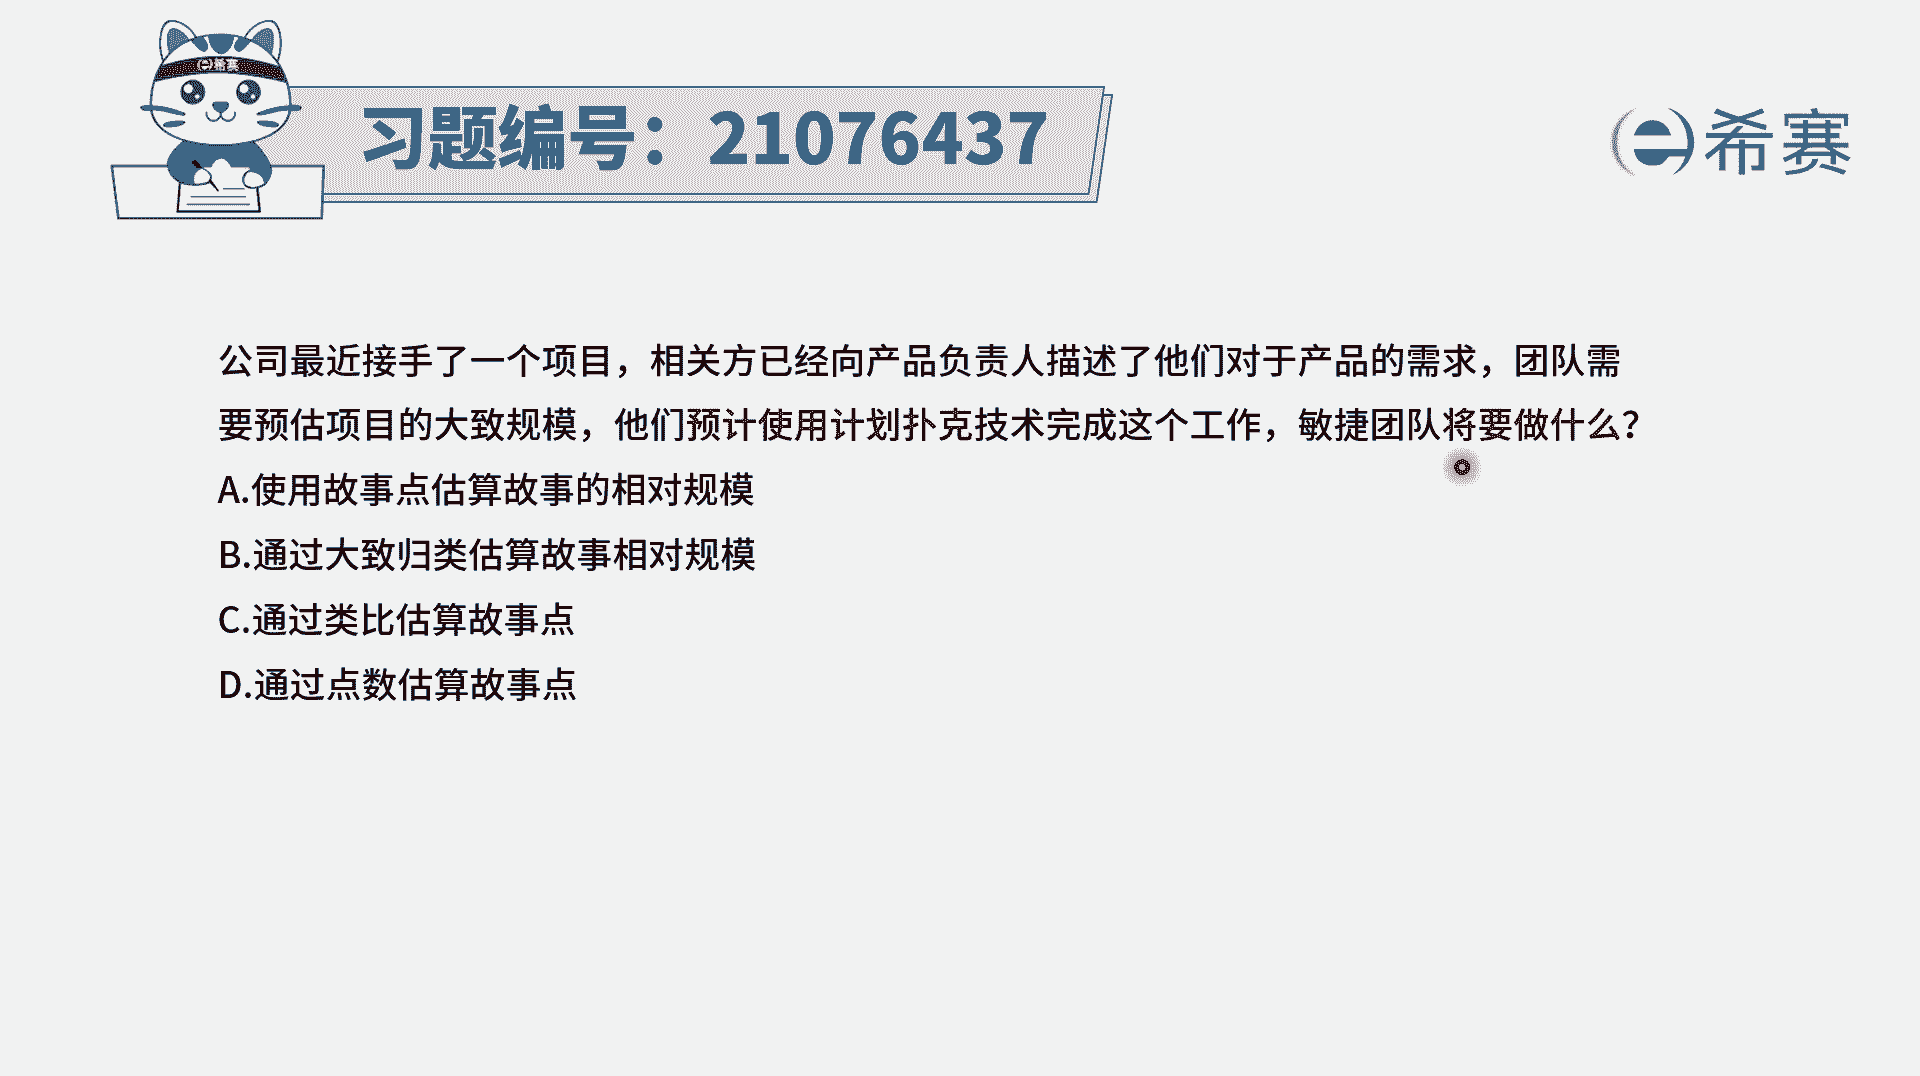 希赛
习题编号：21076437
希赛
公司最近接手了一个项目，相关方已经向产品负责人描述了他们对于产品的需求，团队需
要预估项目的大致规模，他们预计使用计划扑克技术完成这个工作，敏捷团队将要做什么？
A.使用故事点估算故事的相对规模
B.通过大致归类估算故事相对规模
C.通过类比估算故事点
D.通过点数估算故事点